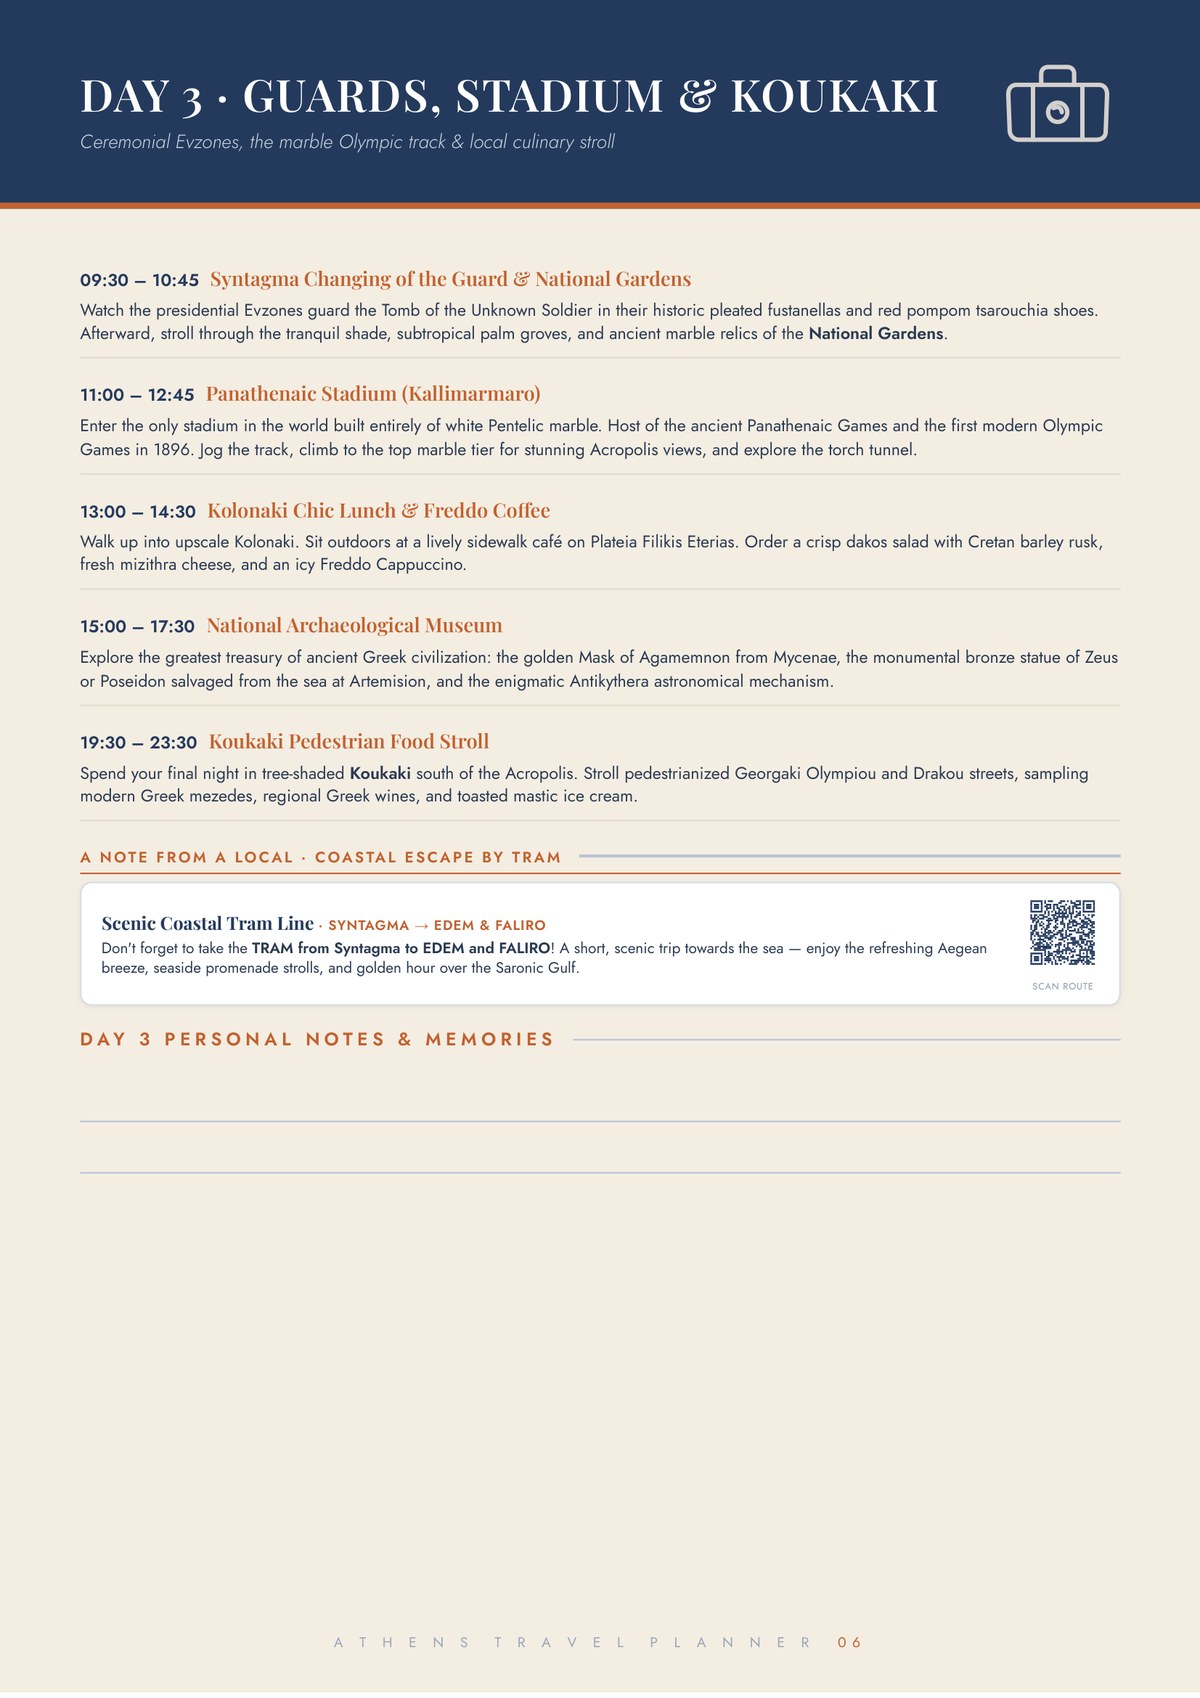 DAY 3 · GUARDS, STADIUM & KOUKAKI
Ceremonial Evzones, the marble Olympic track & local culinary stroll
09:30 – 10:45 Syntagma Changing of the Guard & National Gardens
Watch the presidential Evzones guard the Tomb of the Unknown Soldier in their historic pleated fustanellas and red pompom tsarouchia shoes.
Afterward, stroll through the tranquil shade, subtropical palm groves, and ancient marble relics of the National Gardens.
11:00 – 12:45 Panathenaic Stadium (Kallimarmaro)
Enter the only stadium in the world built entirely of white Pentelic marble. Host of the ancient Panathenaic Games and the first modern Olympic
Games in 1896. Jog the track, climb to the top marble tier for stunning Acropolis views, and explore the torch tunnel.
13:00 – 14:30 Kolonaki Chic Lunch & Freddo Coffee
Walk up into upscale Kolonaki. Sit outdoors at a lively sidewalk café on Plateia Filikis Eterias. Order a crisp dakos salad with Cretan barley rusk,
fresh mizithra cheese, and an icy Freddo Cappuccino.
15:00 – 17:30 National Archaeological Museum
Explore the greatest treasury of ancient Greek civilization: the golden Mask of Agamemnon from Mycenae, the monumental bronze statue of Zeus
or Poseidon salvaged from the sea at Artemision, and the enigmatic Antikythera astronomical mechanism.
19:30 – 23:30 Koukaki Pedestrian Food Stroll
Spend your final night in tree-shaded Koukaki south of the Acropolis. Stroll pedestrianized Georgaki Olympiou and Drakou streets, sampling
modern Greek mezedes, regional Greek wines, and toasted mastic ice cream.
A NOTE FROM A LOCAL · COASTAL ESCAPE BY TRAM
Scenic Coastal Tram Line · SYNTAGMA → EDEM & FALIRO
Don't forget to take the TRAM from Syntagma to EDEM and FALIRO! A short, scenic trip towards the sea — enjoy the refreshing Aegean
breeze, seaside promenade strolls, and golden hour over the Saronic Gulf.
SCAN ROUTE
DAY 3 PERSONAL NOTES & MEMORIES
ATHENS TRAVEL PLANNER 06